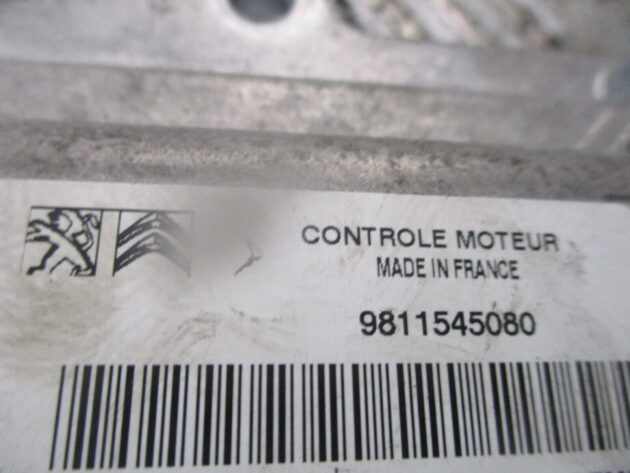 CONTROLE MOTEUR
MADE IN FRANCE
9811545080